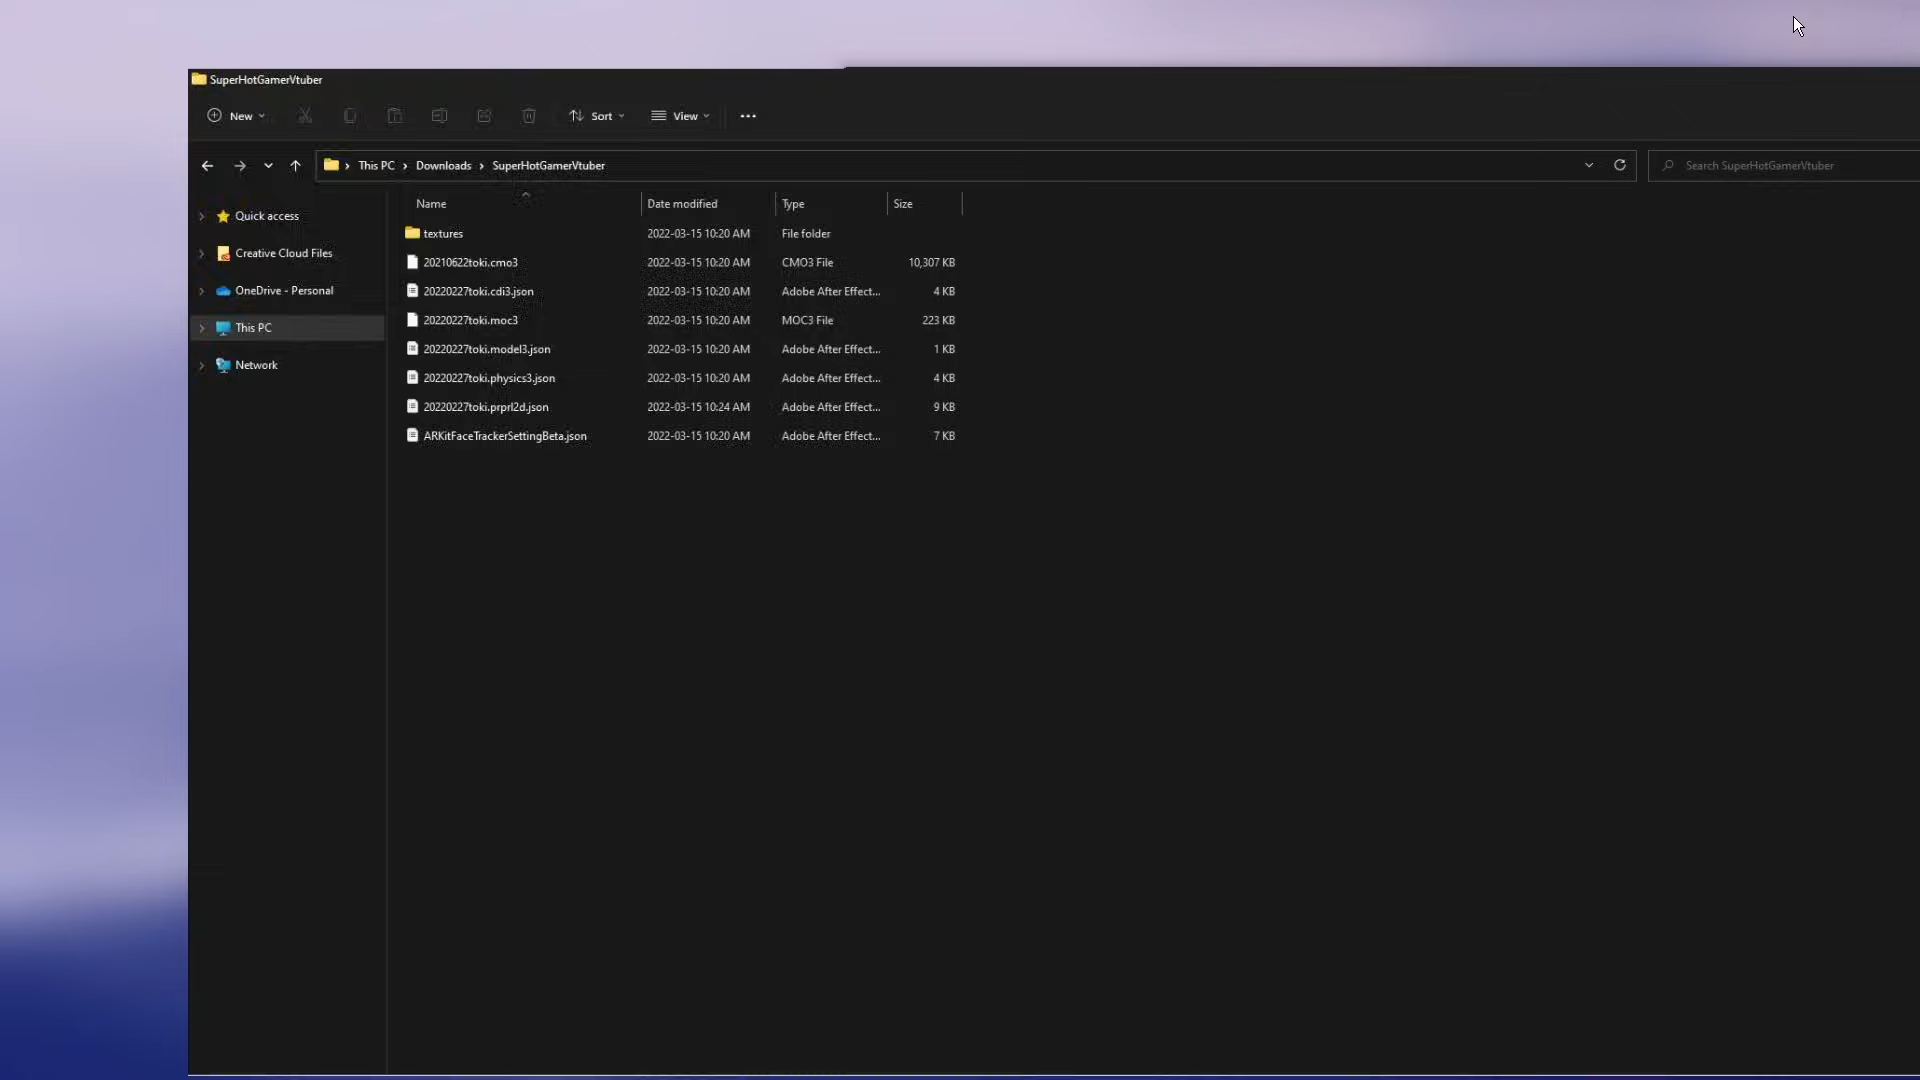 SuperHotGamerVtuber
New Sort View
This PC Downloads SuperHotGamerVtuber Search SuperHotGamerVtuber
Name Date modified Type Size
Quick access
Creative Cloud Files
OneDrive - Personal
This PC
Network
textures 2022-03-15 10:20 AM File folder
20210622toki.cmo3 2022-03-15 10:20 AM CMO3 File 10,307 KB
20220227toki.cdi3.json 2022-03-15 10:20 AM Adobe After Effect... 4 KB
20220227toki.moc3 2022-03-15 10:20 AM MOC3 File 223 KB
20220227toki.model3.json 2022-03-15 10:20 AM Adobe After Effect... 1 KB
20220227toki.physics3.json 2022-03-15 10:20 AM Adobe After Effect... 4 KB
20220227toki.prprl2d.json 2022-03-15 10:24 AM Adobe After Effect... 9 KB
ARKitFaceTrackerSettingBeta.json 2022-03-15 10:20 AM Adobe After Effect... 7 KB